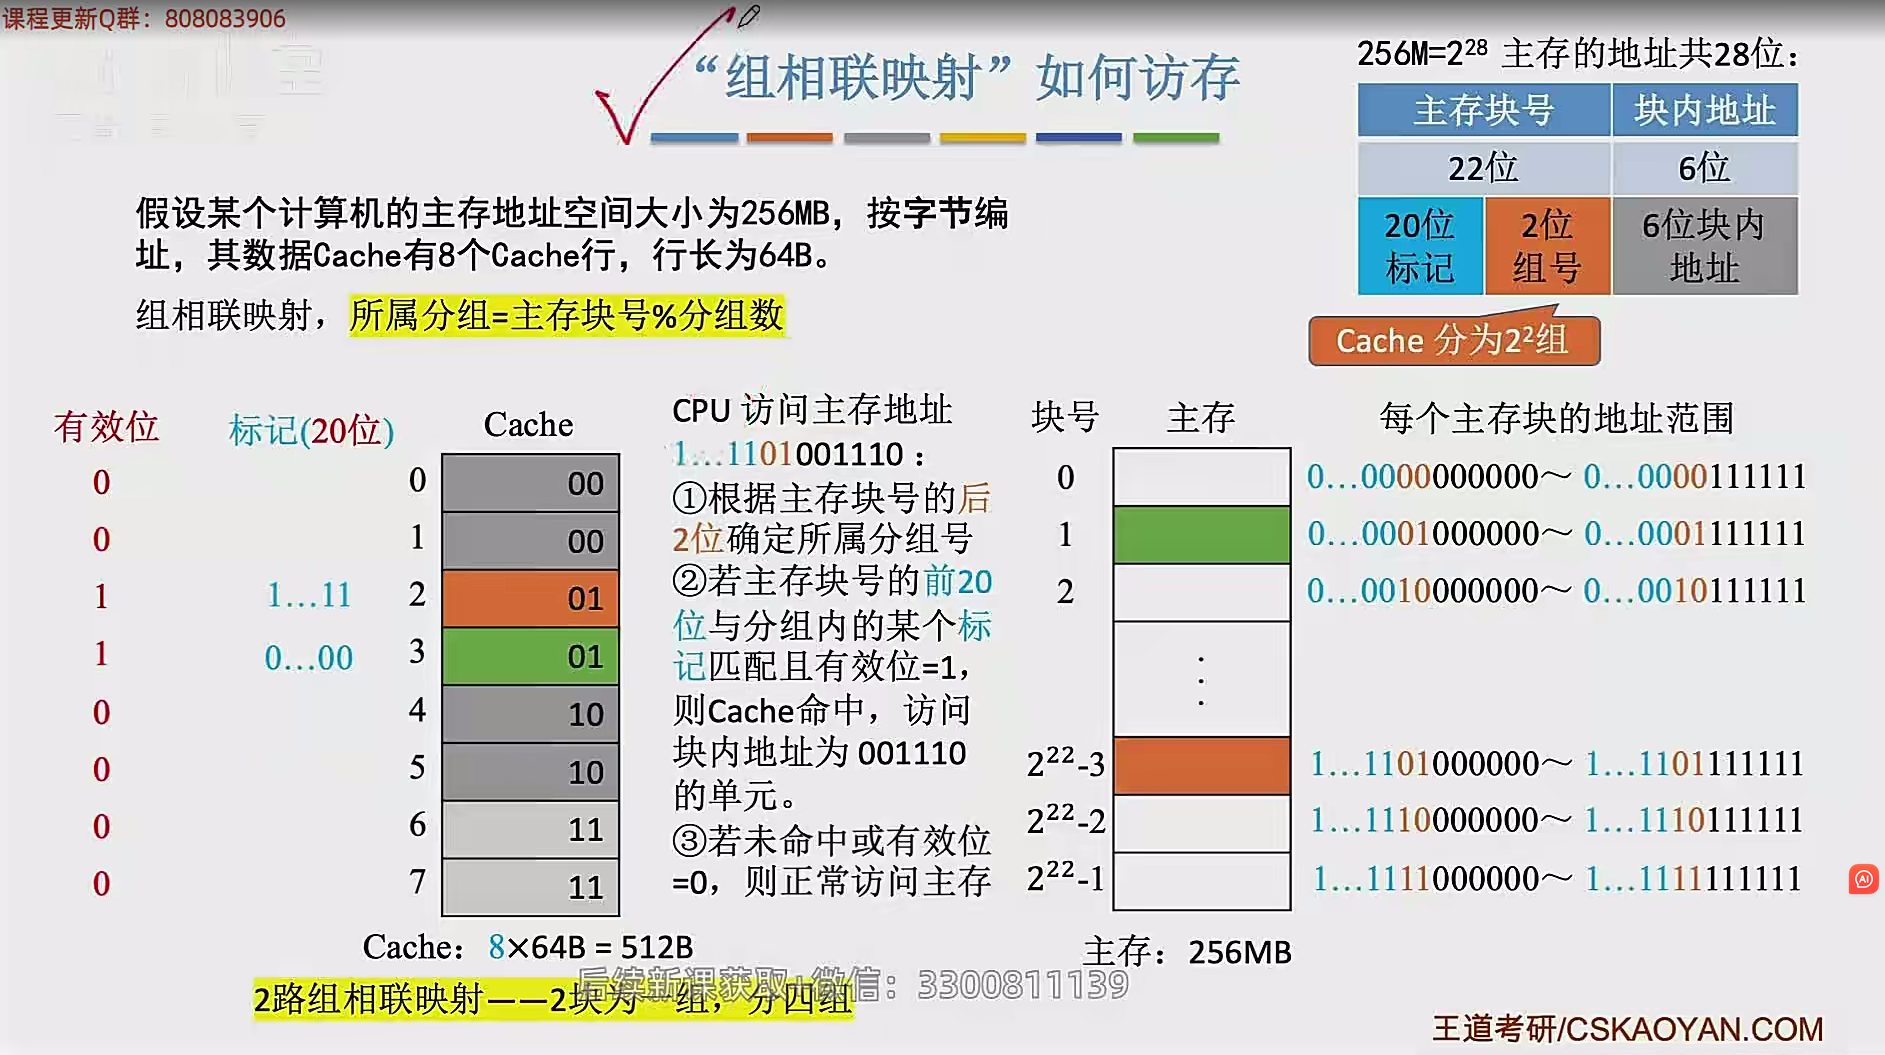 课程更新Q群：808083906
“组相联映射”如何访存
256M=2²⁸ 主存的地址共28位：
主存块号 块内地址
22位 6位
20位标记 2位组号 6位块内地址
Cache 分为2²组
假设某个计算机的主存地址空间大小为256MB，按字节编
址，其数据Cache有8个Cache行，行长为64B。
组相联映射，所属分组=主存块号%分组数
有效位 标记(20位) Cache
0 0 00
0 1 00
1 1…11 2 01
1 0…00 3 01
0 4 10
0 5 10
0 6 11
0 7 11
Cache：8×64B = 512B
2路组相联映射——2块为一组，分四组
CPU 访问主存地址
1…1101001110：
①根据主存块号的后
2位确定所属分组号
②若主存块号的前20
位与分组内的某个标
记匹配且有效位=1，
则Cache命中，访问
块内地址为 001110
的单元。
③若未命中或有效位
=0，则正常访问主存
块号 主存 每个主存块的地址范围
0 0…0000000000～ 0…0000111111
1 0…0001000000～ 0…0001111111
2 0…0010000000～ 0…0010111111
⋮
2²²-3 1…1101000000～ 1…1101111111
2²²-2 1…1110000000～ 1…1110111111
2²²-1 1…1111000000～ 1…1111111111
主存：256MB
后续新课获取+微信：3300811139
王道考研/CSKAOYAN.COM
AI